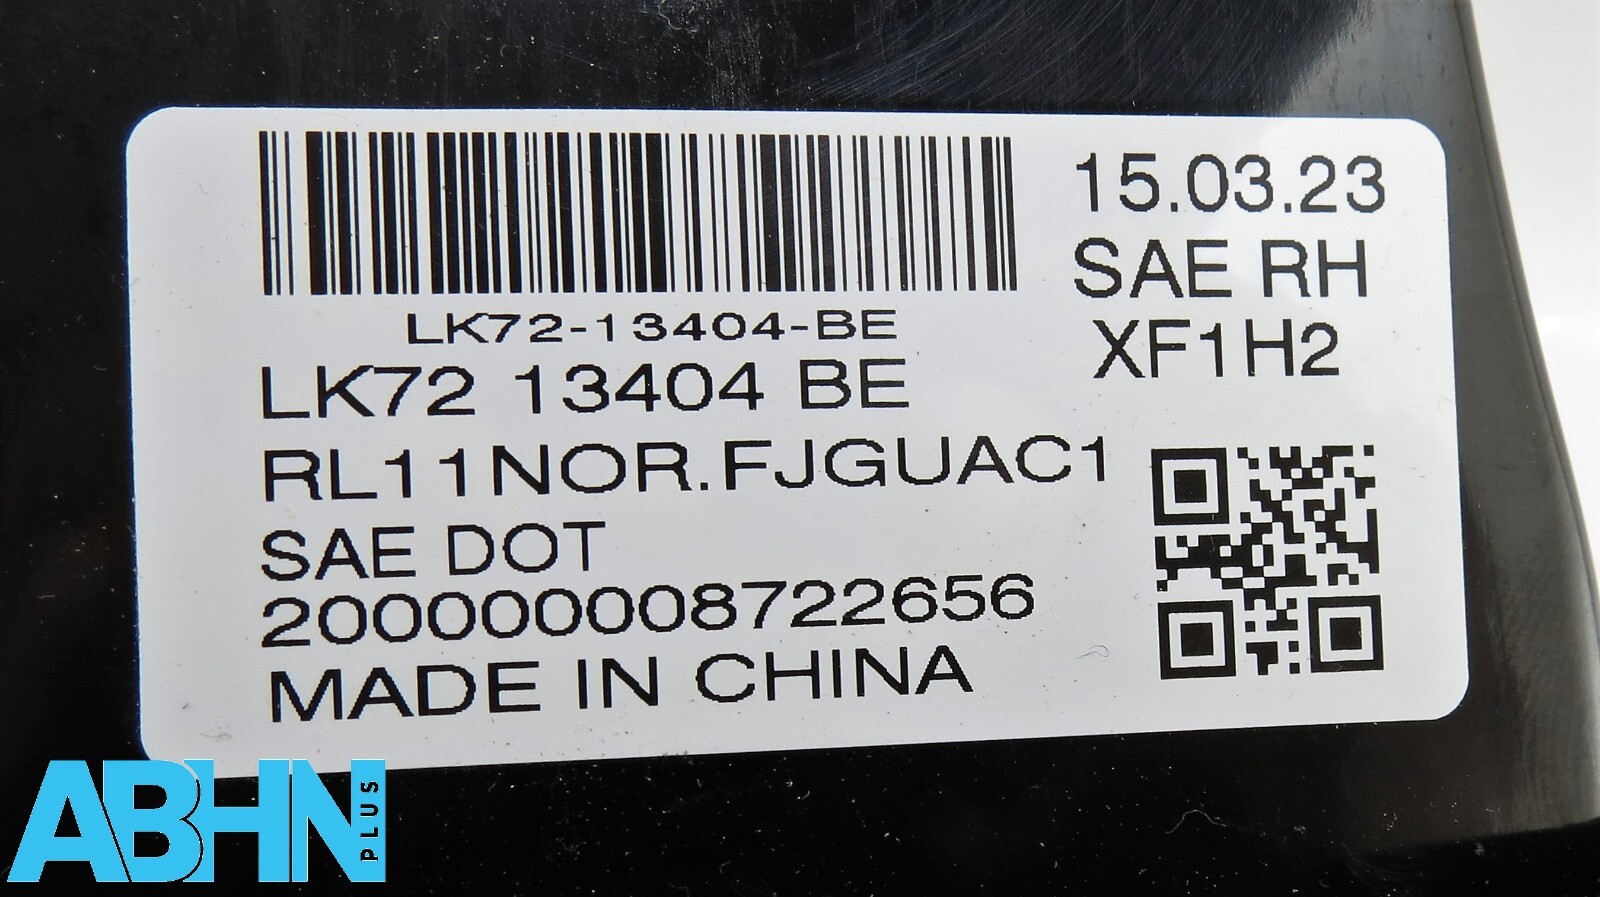 15.03.23
SAE RH
XF1H2
LK72-13404-BE
LK72 13404 BE
RL11NOR.FJGUAC1
SAE DOT
200000008722656
MADE IN CHINA
ABHN PLUS